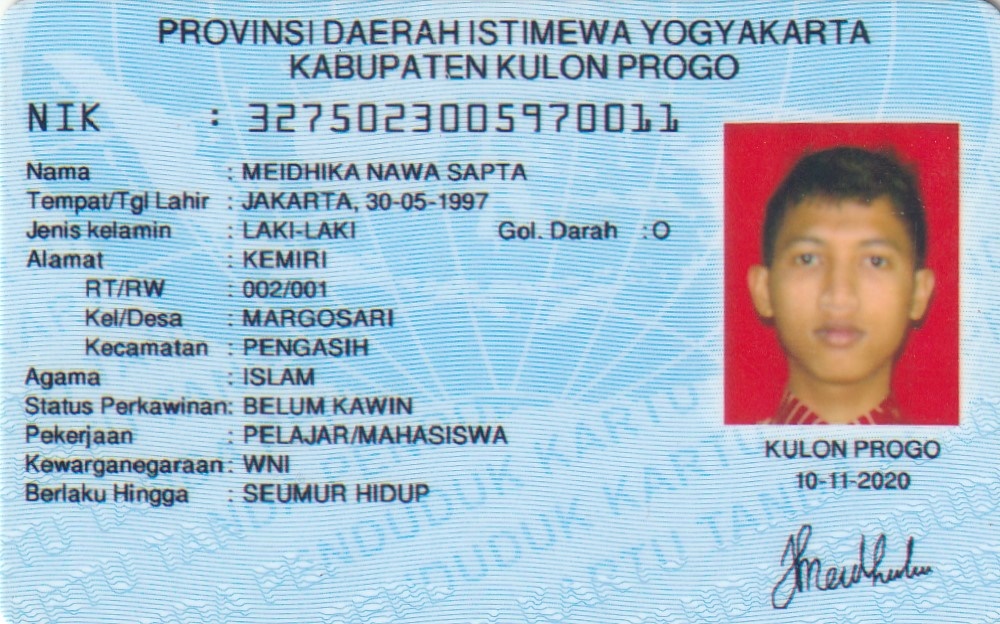 PROVINSI DAERAH ISTIMEWA YOGYAKARTA
KABUPATEN KULON PROGO
NIK : 3275023005970011
Nama : MEIDHIKA NAWA SAPTA
Tempat/Tgl Lahir : JAKARTA, 30-05-1997
Jenis kelamin : LAKI-LAKI Gol. Darah : O
Alamat : KEMIRI
RT/RW : 002/001
Kel/Desa : MARGOSARI
Kecamatan : PENGASIH
Agama : ISLAM
Status Perkawinan: BELUM KAWIN
Pekerjaan : PELAJAR/MAHASISWA
Kewarganegaraan: WNI
Berlaku Hingga : SEUMUR HIDUP
KULON PROGO
10-11-2020